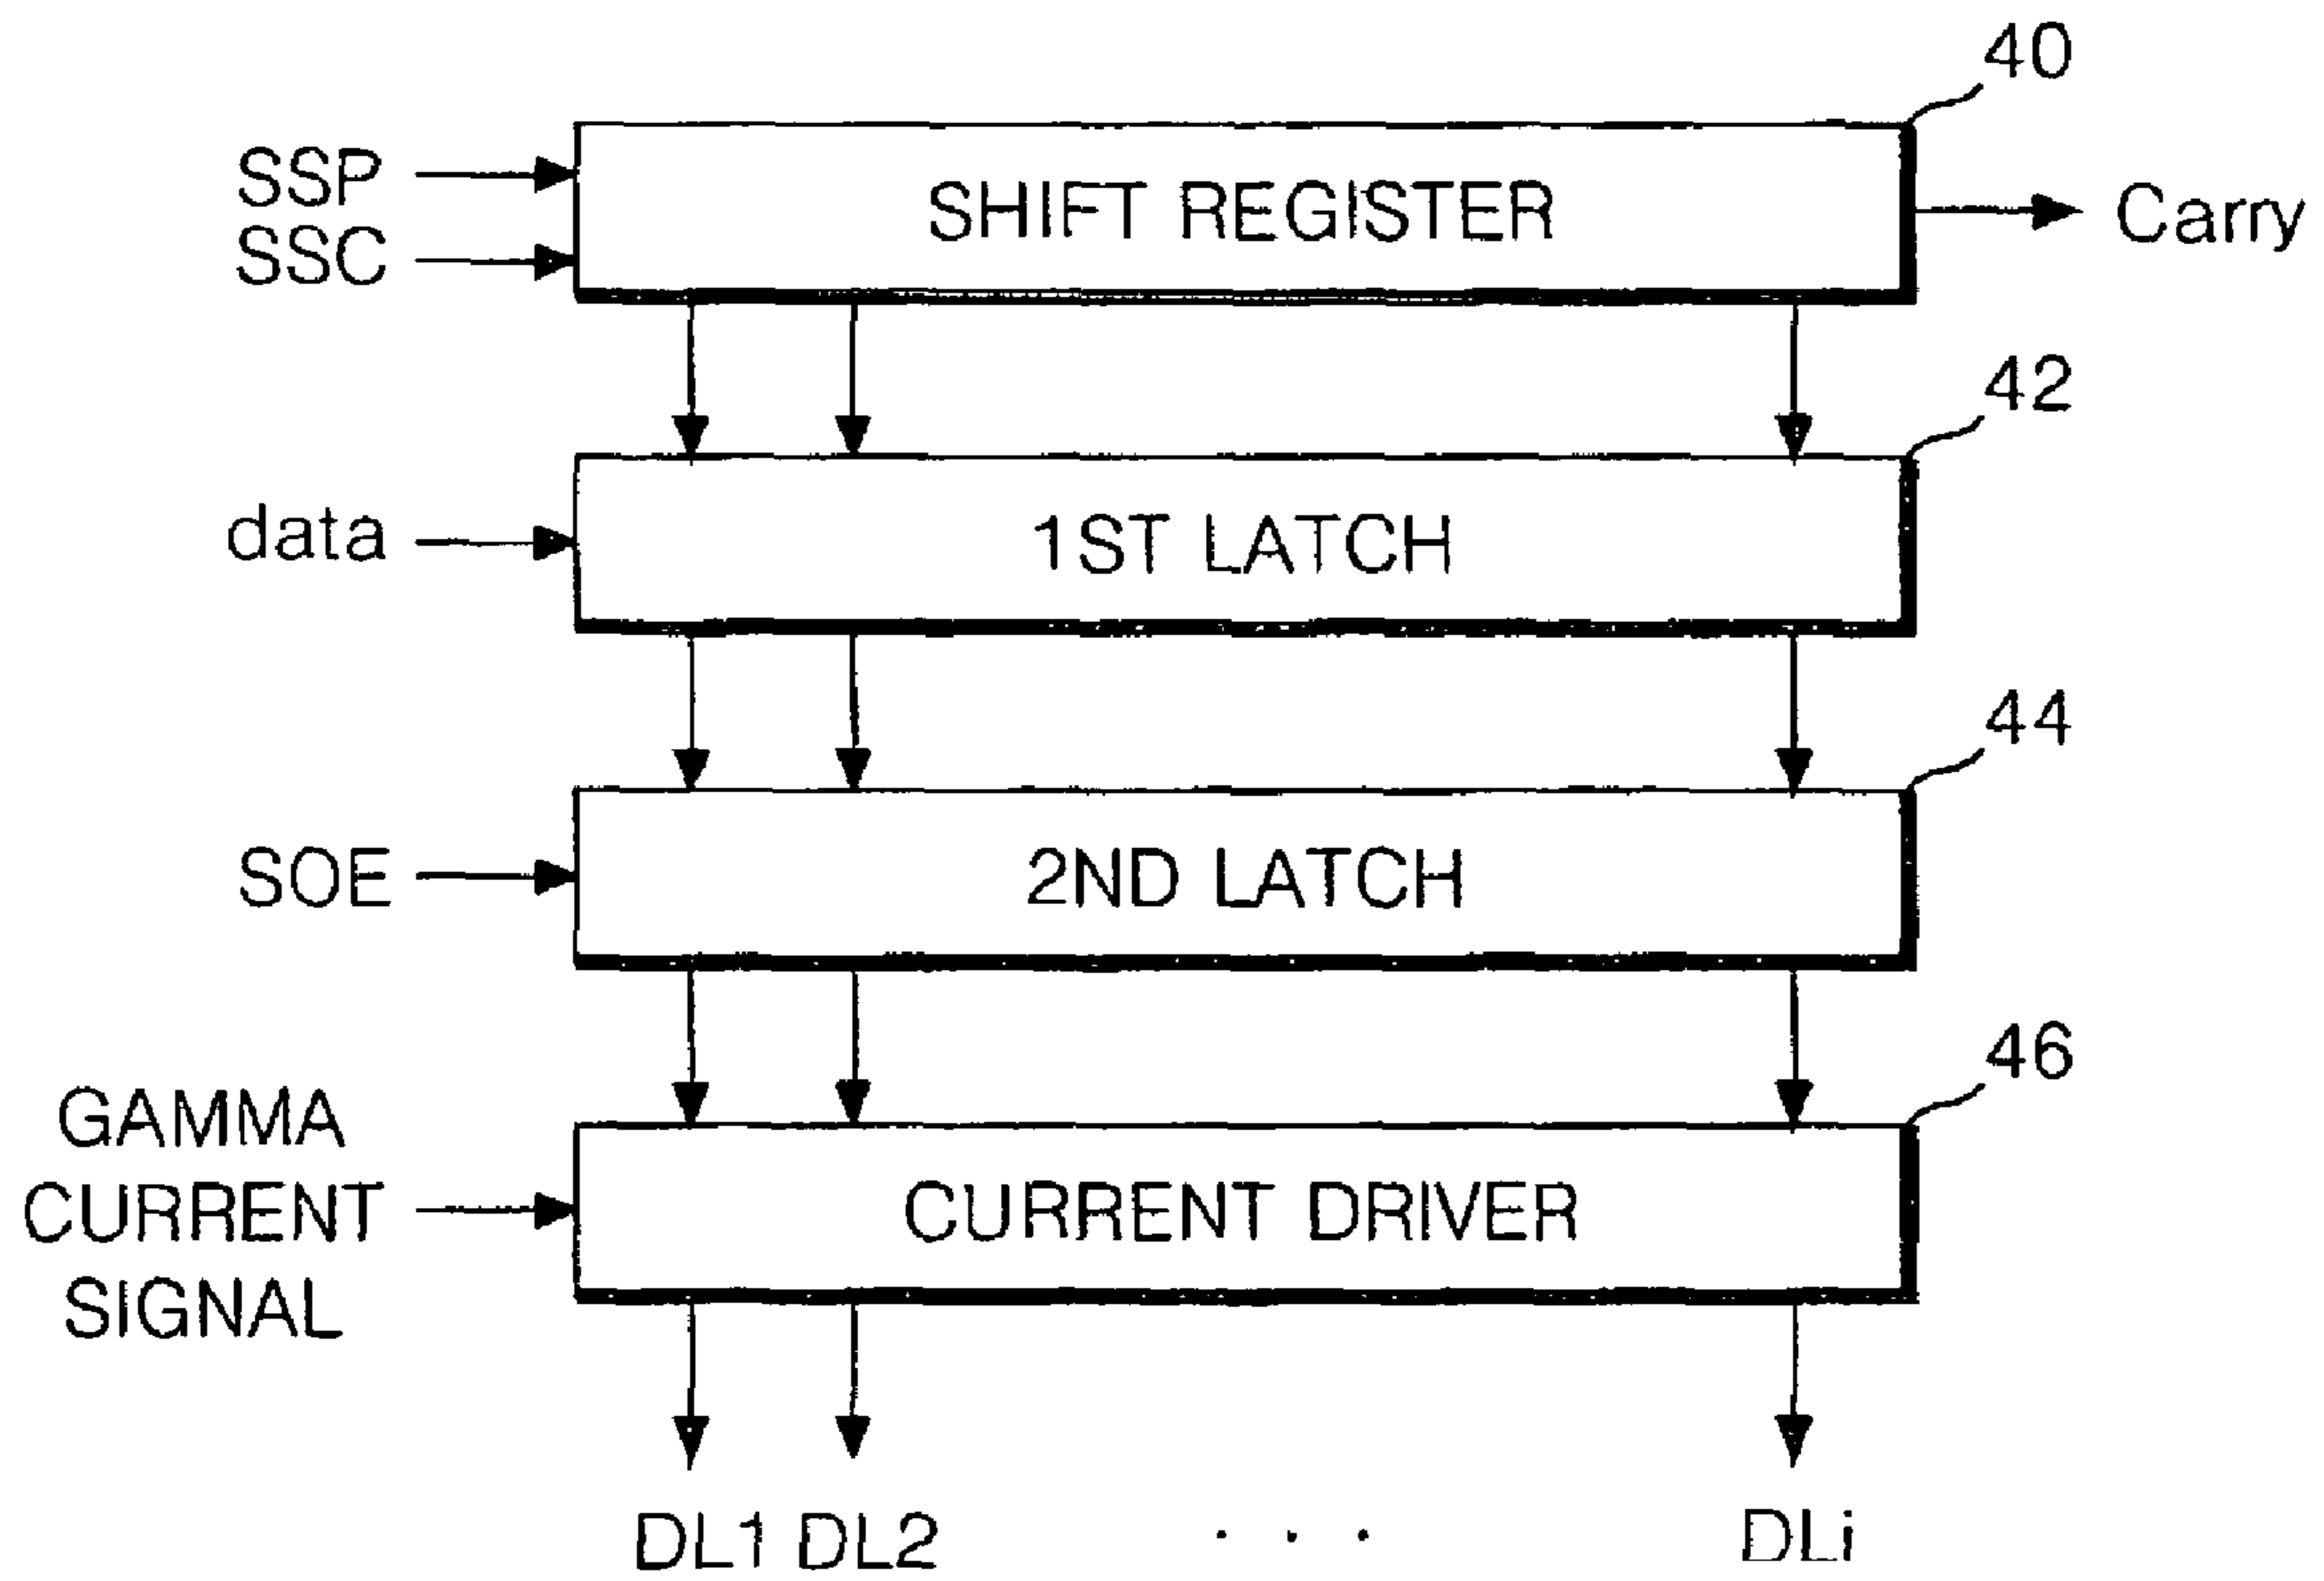 40
SSP
SHIFT REGISTER
Carry
SSC
42
data
1ST LATCH
44
SOE
2ND LATCH
46
GAMMA
CURRENT
SIGNAL
CURRENT DRIVER
DL1 DL2 . . . DLi